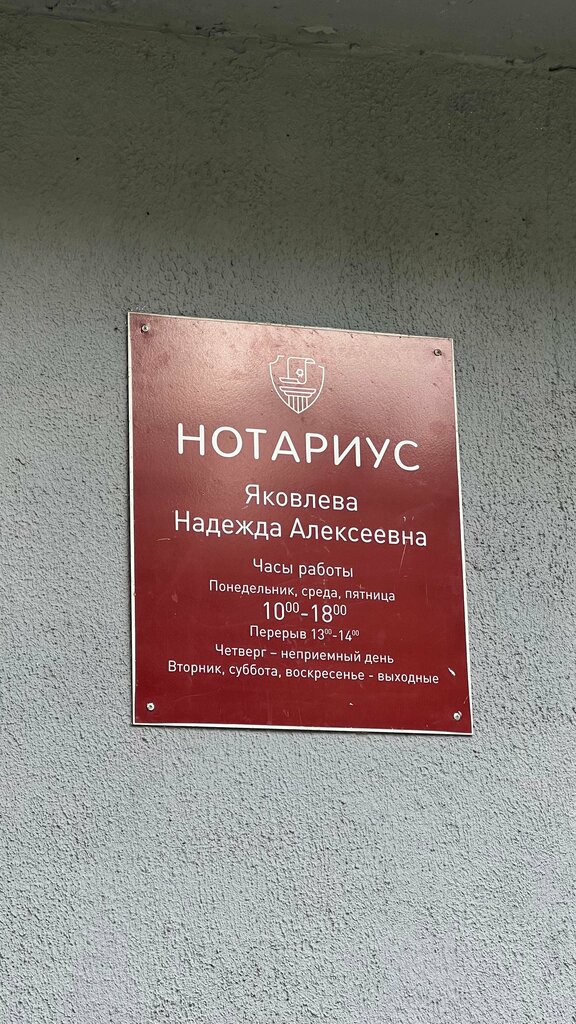 НОТАРИУС
Яковлева
Надежда Алексеевна
Часы работы
Понедельник, среда, пятница
10⁰⁰-18⁰⁰
Перерыв 13⁰⁰-14⁰⁰
Четверг – неприемный день
Вторник, суббота, воскресенье - выходные